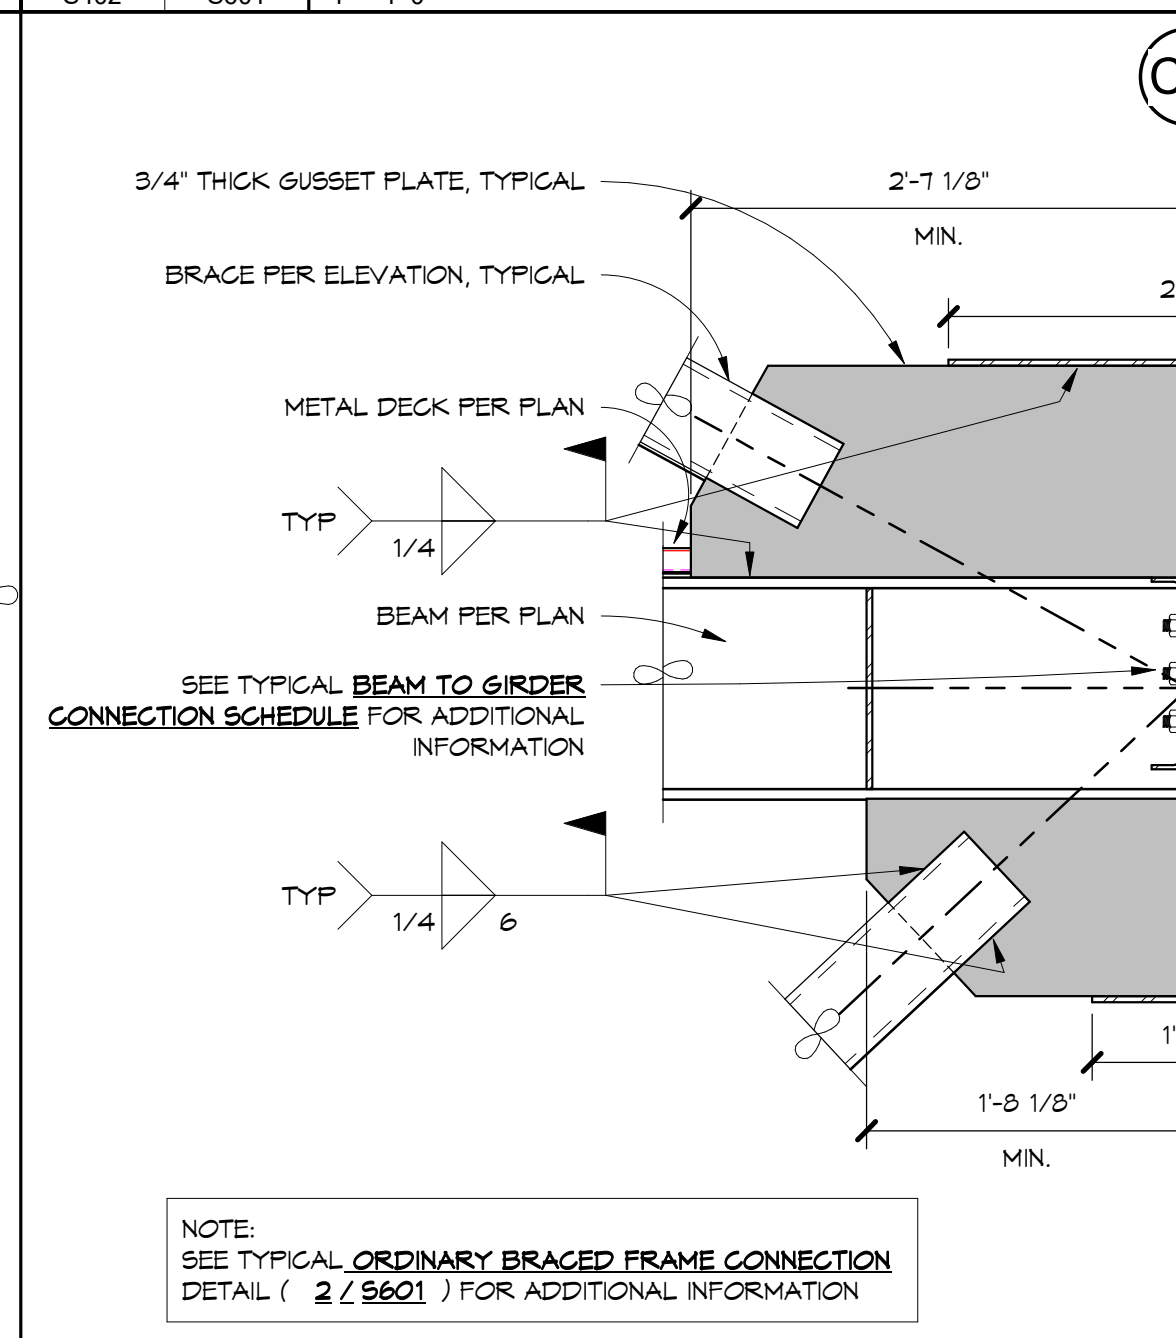 2'-7 1/8"
MIN.
3/4" THICK GUSSET PLATE, TYPICAL
BRACE PER ELEVATION, TYPICAL
METAL DECK PER PLAN
TYP
1/4
BEAM PER PLAN
SEE TYPICAL BEAM TO GIRDER
CONNECTION SCHEDULE FOR ADDITIONAL
INFORMATION
TYP
1/4 6
1'-8 1/8"
MIN.
NOTE:
SEE TYPICAL ORDINARY BRACED FRAME CONNECTION
DETAIL ( 2 / S601 ) FOR ADDITIONAL INFORMATION